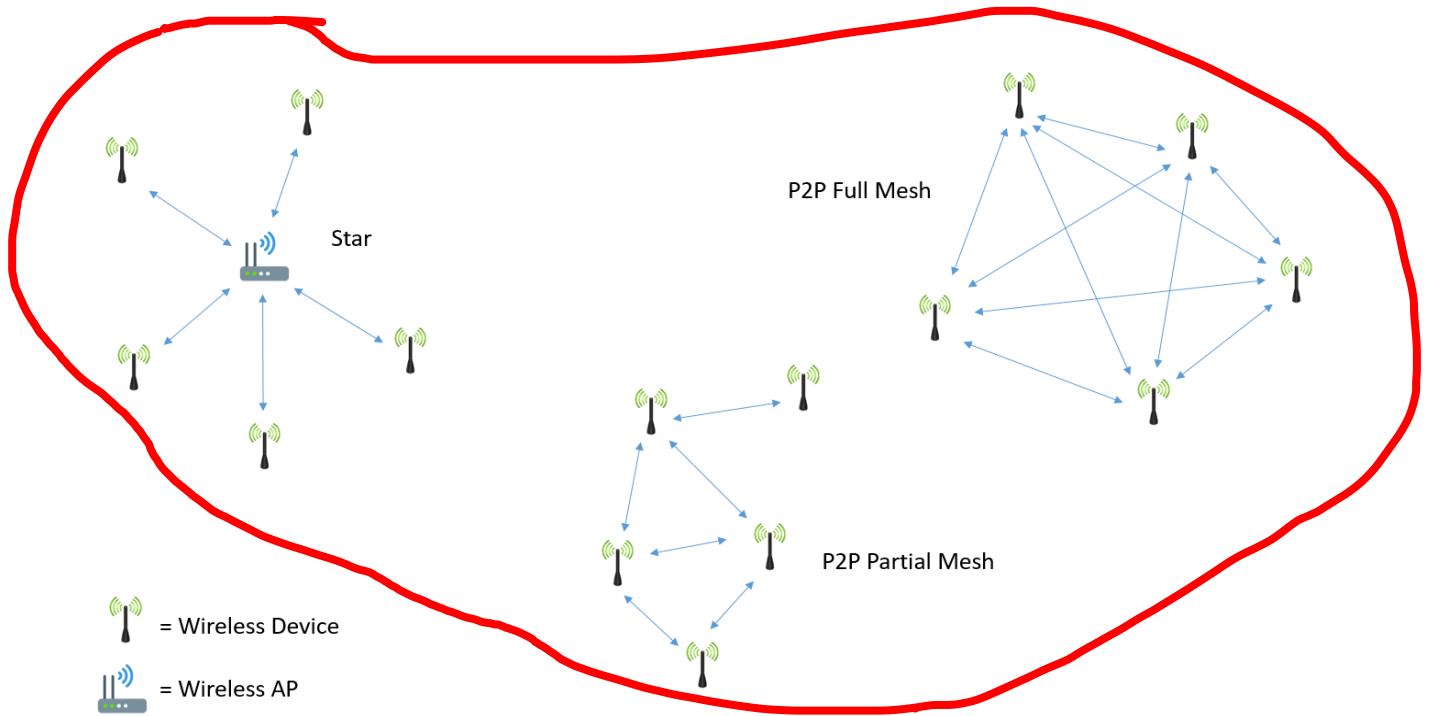 P2P Full Mesh
Star
P2P Partial Mesh
= Wireless Device
= Wireless AP